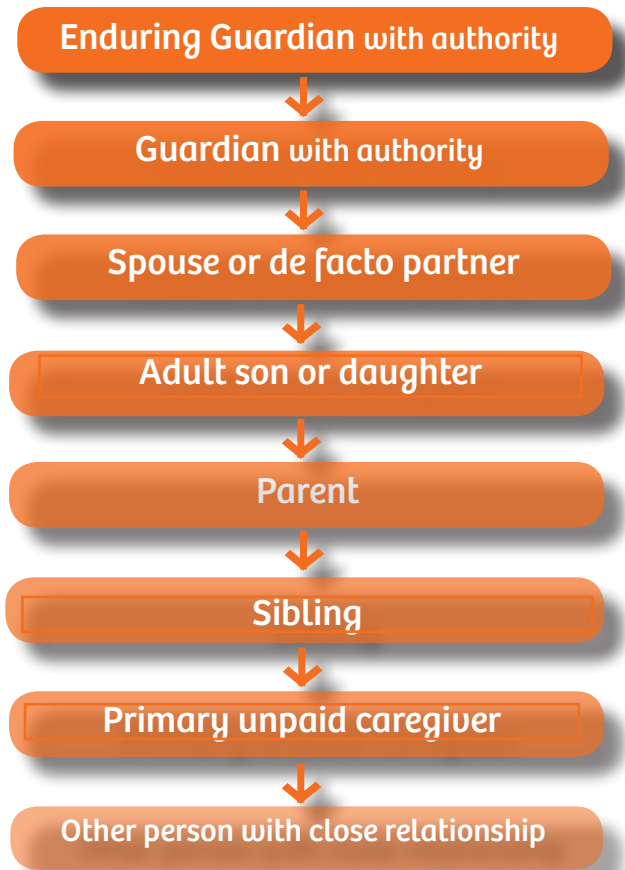 Enduring Guardian with authority
Guardian with authority
Spouse or de facto partner
Adult son or daughter
Parent
Sibling
Primary unpaid caregiver
Other person with close relationship